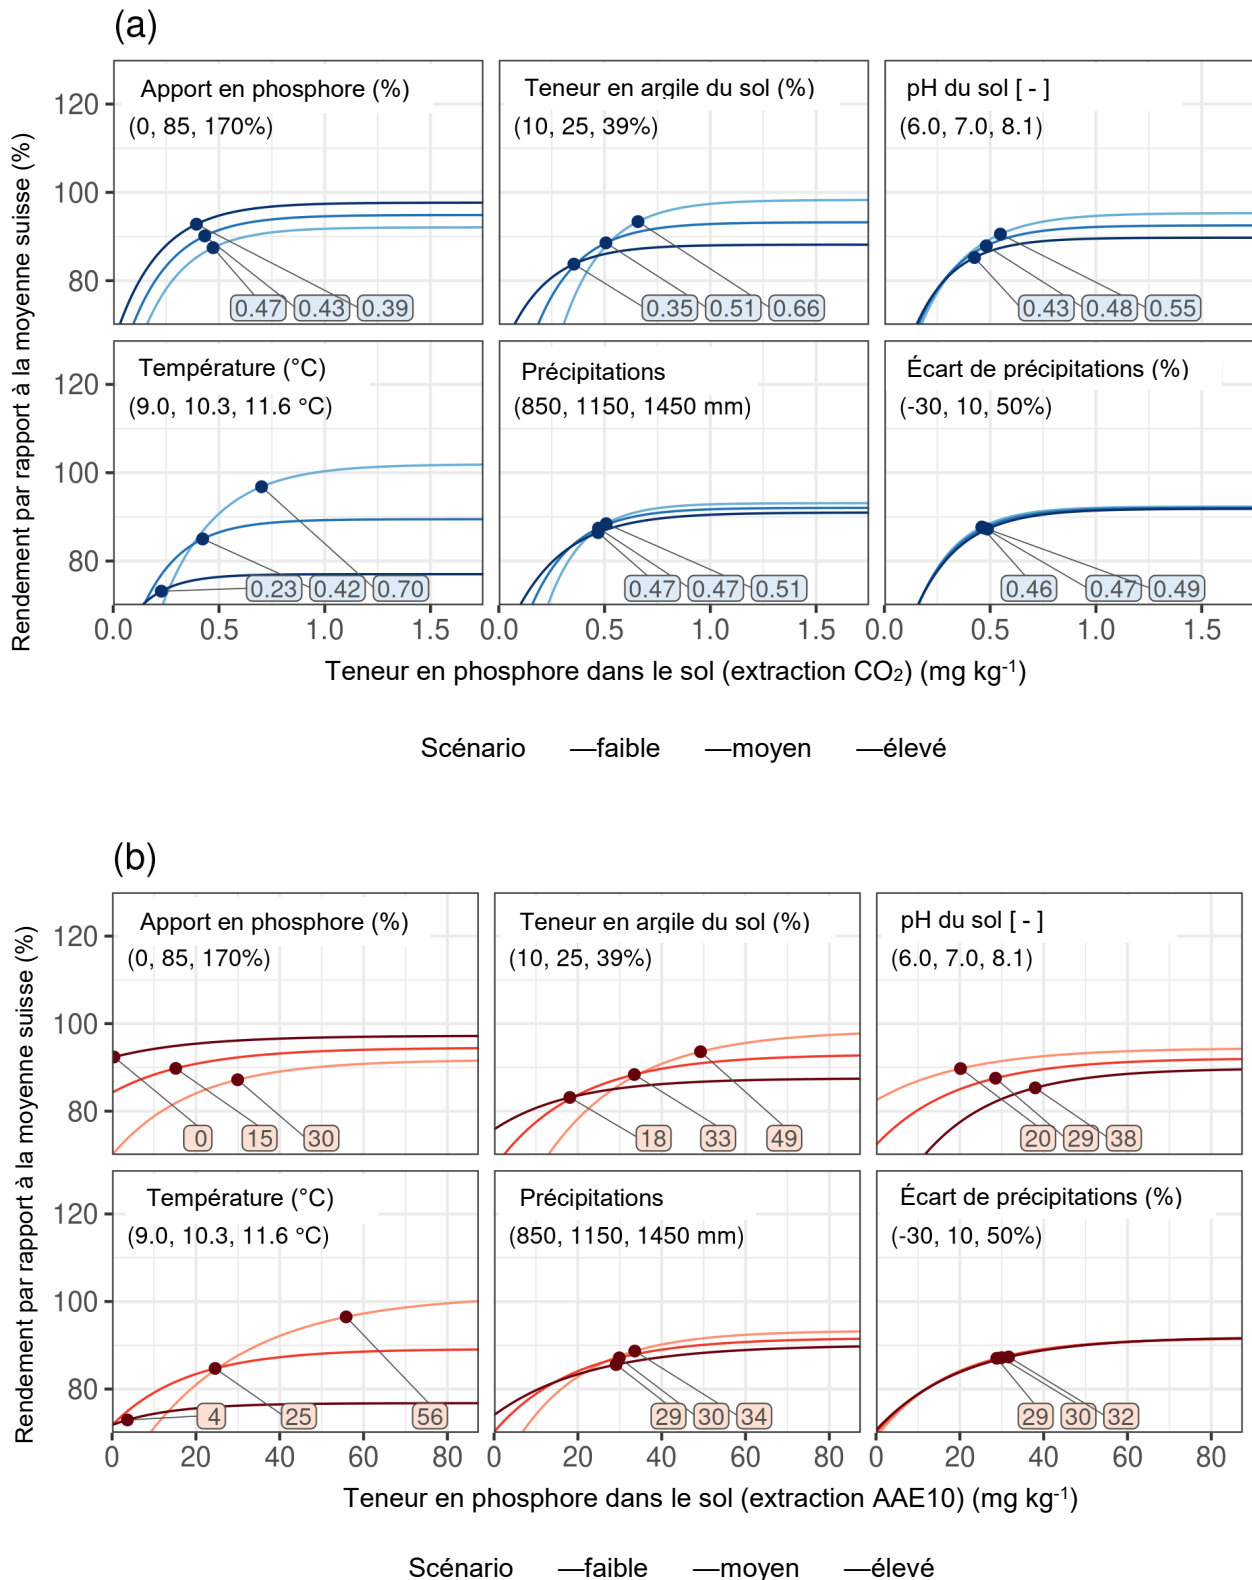 (a)
Rendement par rapport à la moyenne suisse (%)
Apport en phosphore (%)
(0, 85, 170%)
Teneur en argile du sol (%)
(10, 25, 39%)
pH du sol [ - ]
(6.0, 7.0, 8.1)
120
100
80
0.47 0.43 0.39
0.35 0.51 0.66
0.43 0.48 0.55
Température (°C)
(9.0, 10.3, 11.6 °C)
Précipitations
(850, 1150, 1450 mm)
Écart de précipitations (%)
(-30, 10, 50%)
120
100
80
0.23 0.42 0.70
0.47 0.47 0.51
0.46 0.47 0.49
0.0 0.5 1.0 1.5 0.0 0.5 1.0 1.5 0.0 0.5 1.0 1.5
Teneur en phosphore dans le sol (extraction CO₂) (mg kg⁻¹)
Scénario —faible —moyen —élevé
(b)
Rendement par rapport à la moyenne suisse (%)
Apport en phosphore (%)
(0, 85, 170%)
Teneur en argile du sol (%)
(10, 25, 39%)
pH du sol [ - ]
(6.0, 7.0, 8.1)
120
100
80
0 15 30
18 33 49
20 29 38
Température (°C)
(9.0, 10.3, 11.6 °C)
Précipitations
(850, 1150, 1450 mm)
Écart de précipitations (%)
(-30, 10, 50%)
120
100
80
4 25 56
29 30 34
29 30 32
0 20 40 60 80 0 20 40 60 80 0 20 40 60 80
Teneur en phosphore dans le sol (extraction AAE10) (mg kg⁻¹)
Scénario —faible —moyen —élevé